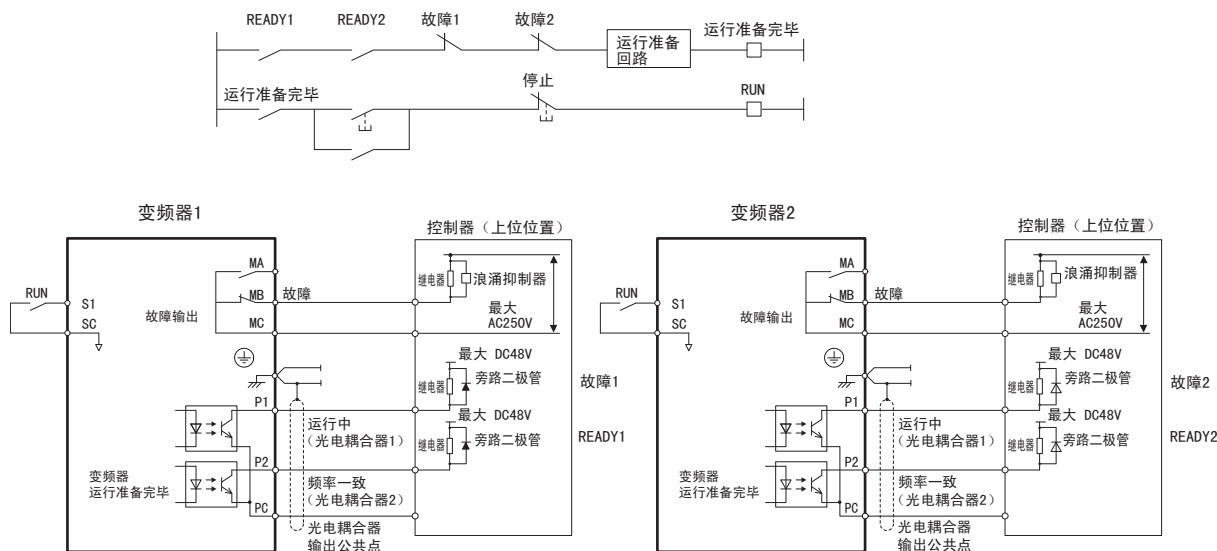 READY1
READY2
故障1
故障2
运行准备
回路
运行准备完毕
运行准备完毕
停止
RUN
变频器1
RUN
S1
SC
MA
MB
MC
故障输出
故障
控制器（上位位置）
继电器
浪涌抑制器
最大
AC250V
最大 DC48V
继电器
旁路二极管
故障1
P1
运行中
（光电耦合器1）
最大 DC48V
继电器
旁路二极管
READY1
P2
变频器
运行准备完毕
频率一致
（光电耦合器2）
PC
光电耦合器
输出公共点
变频器2
RUN
S1
SC
MA
MB
MC
故障输出
故障
控制器（上位位置）
继电器
浪涌抑制器
最大
AC250V
最大 DC48V
继电器
旁路二极管
故障2
P1
运行中
（光电耦合器1）
最大 DC48V
继电器
旁路二极管
READY2
P2
变频器
运行准备完毕
频率一致
（光电耦合器2）
PC
光电耦合器
输出公共点